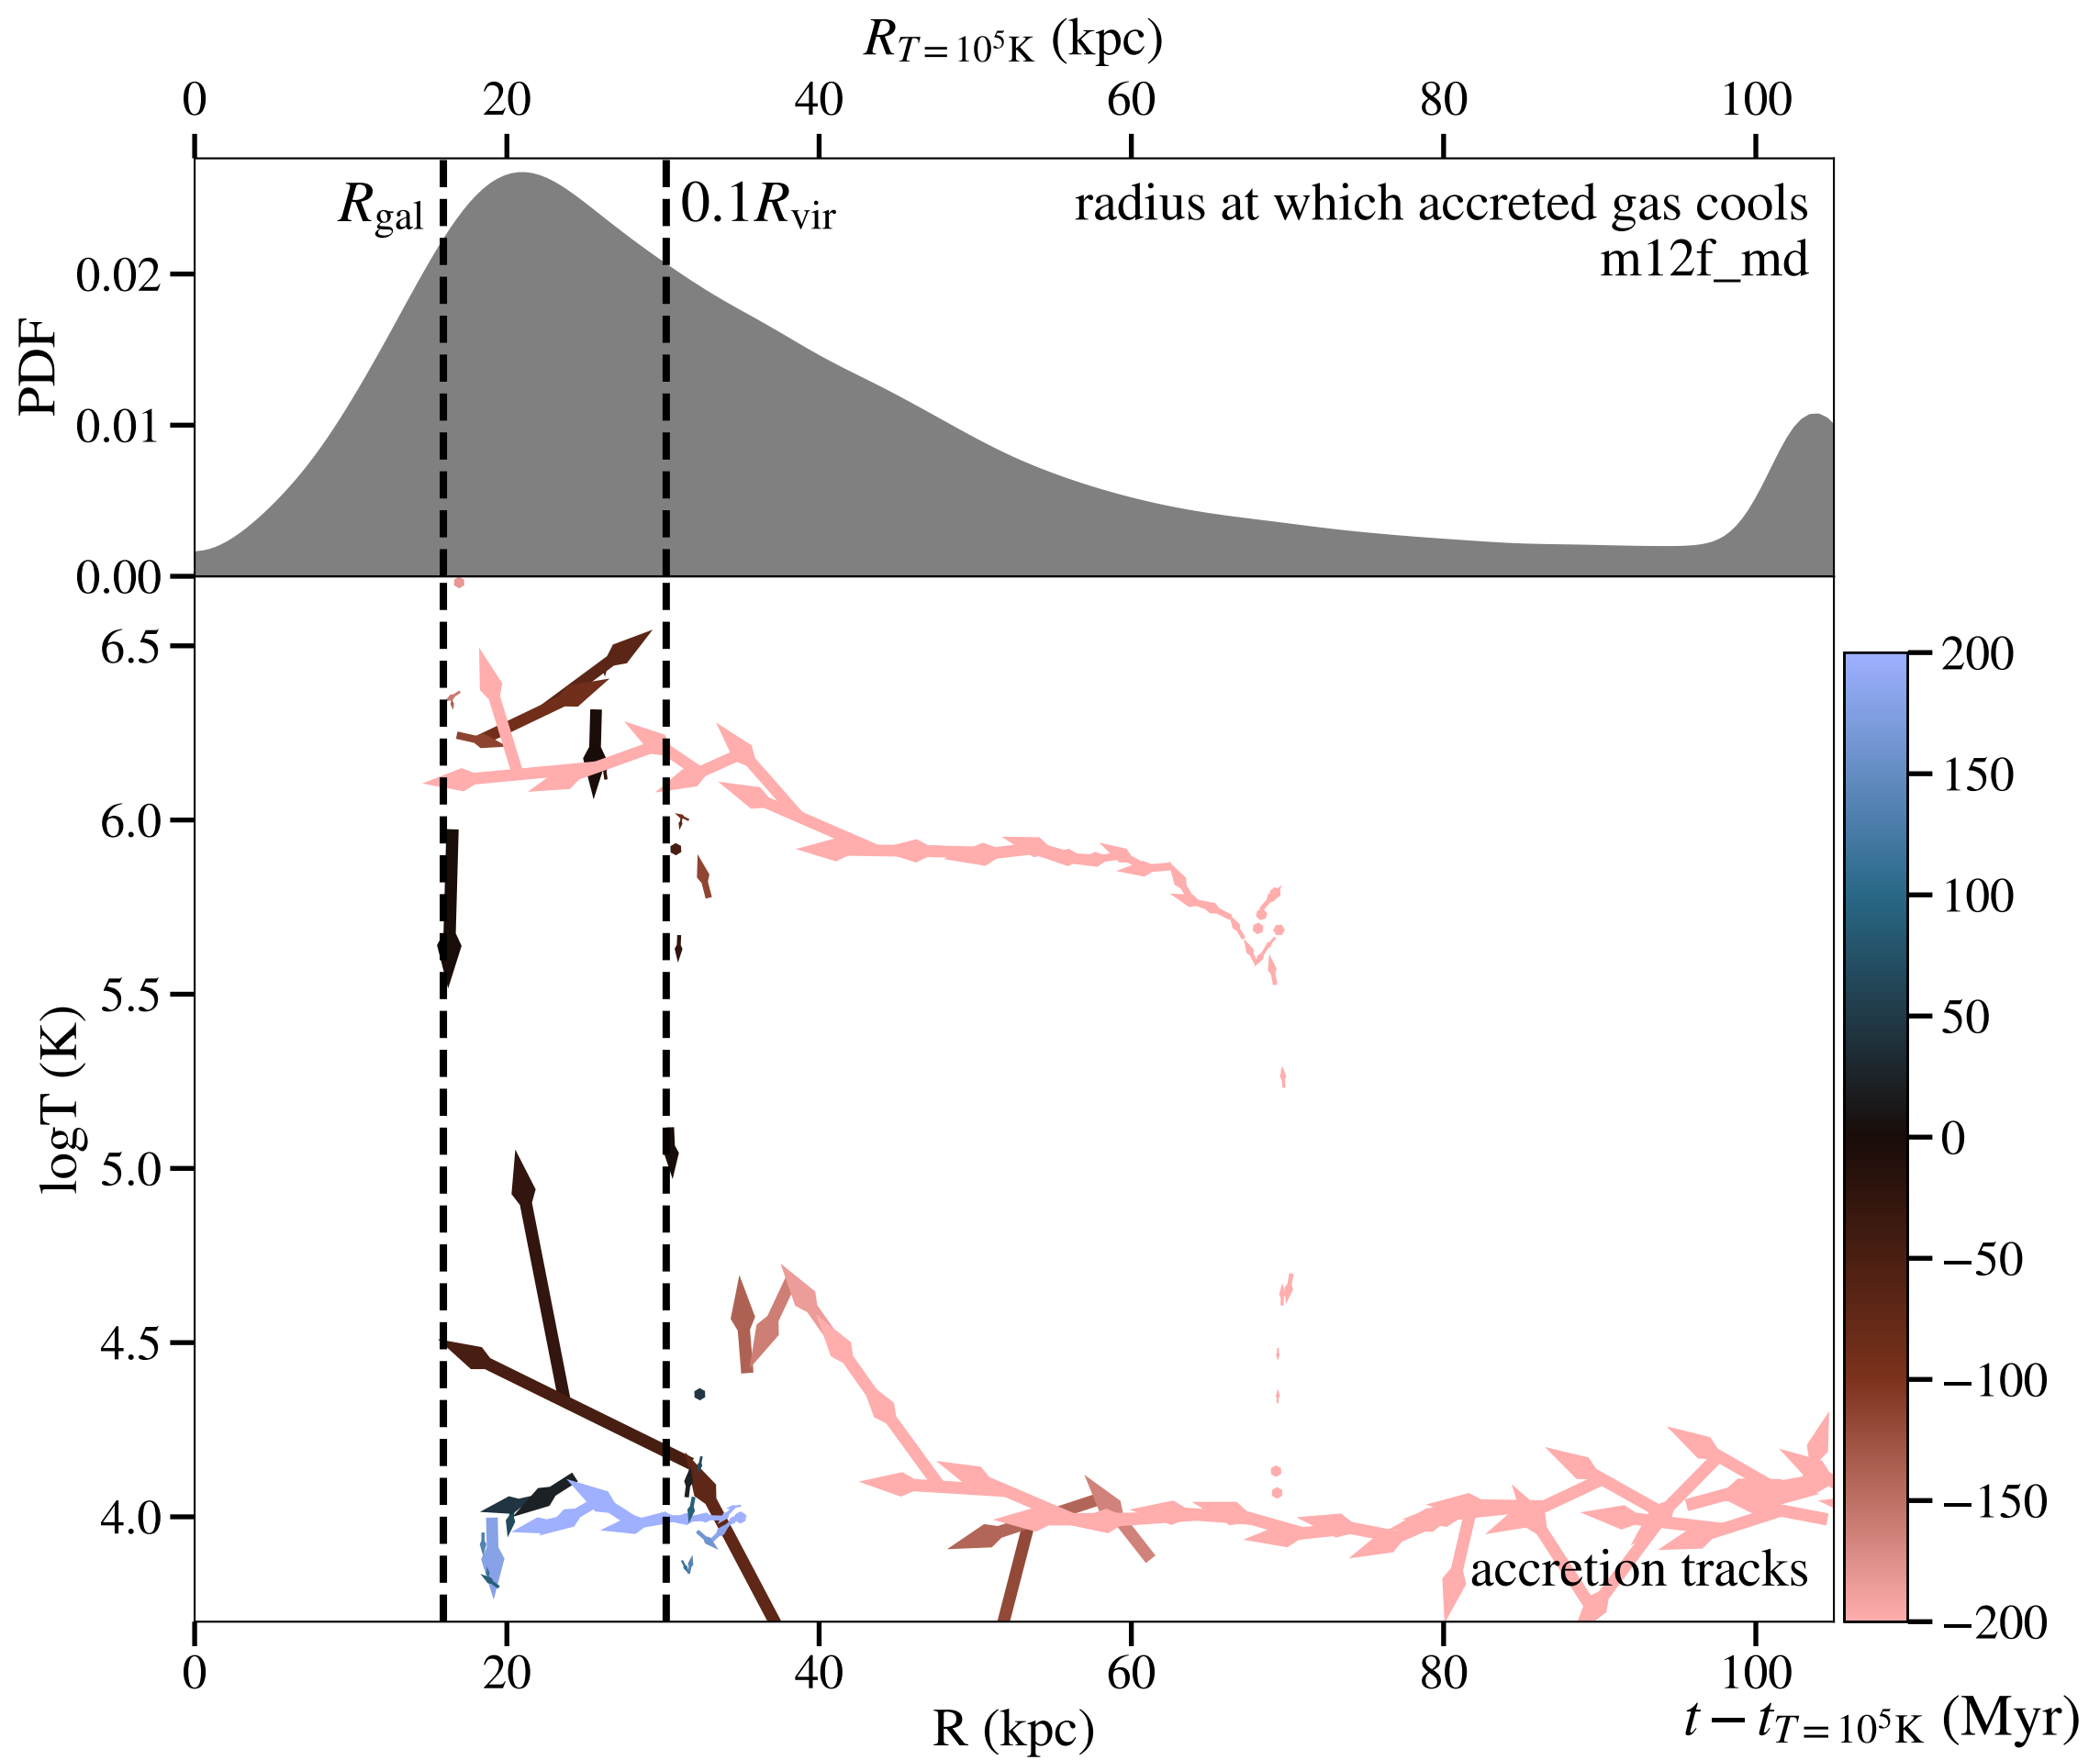 R_{T=10^5K} (kpc)
0 20 40 60 80 100
R_gal 0.1R_vir radius at which accreted gas cools
m12f_md
PDF
0.02
0.01
0.00
logT (K)
6.5
6.0
5.5
5.0
4.5
4.0
accretion tracks
0 20 40 60 80 100
R (kpc)
200
150
100
50
0
−50
−100
−150
−200
t − t_{T=10^5K} (Myr)